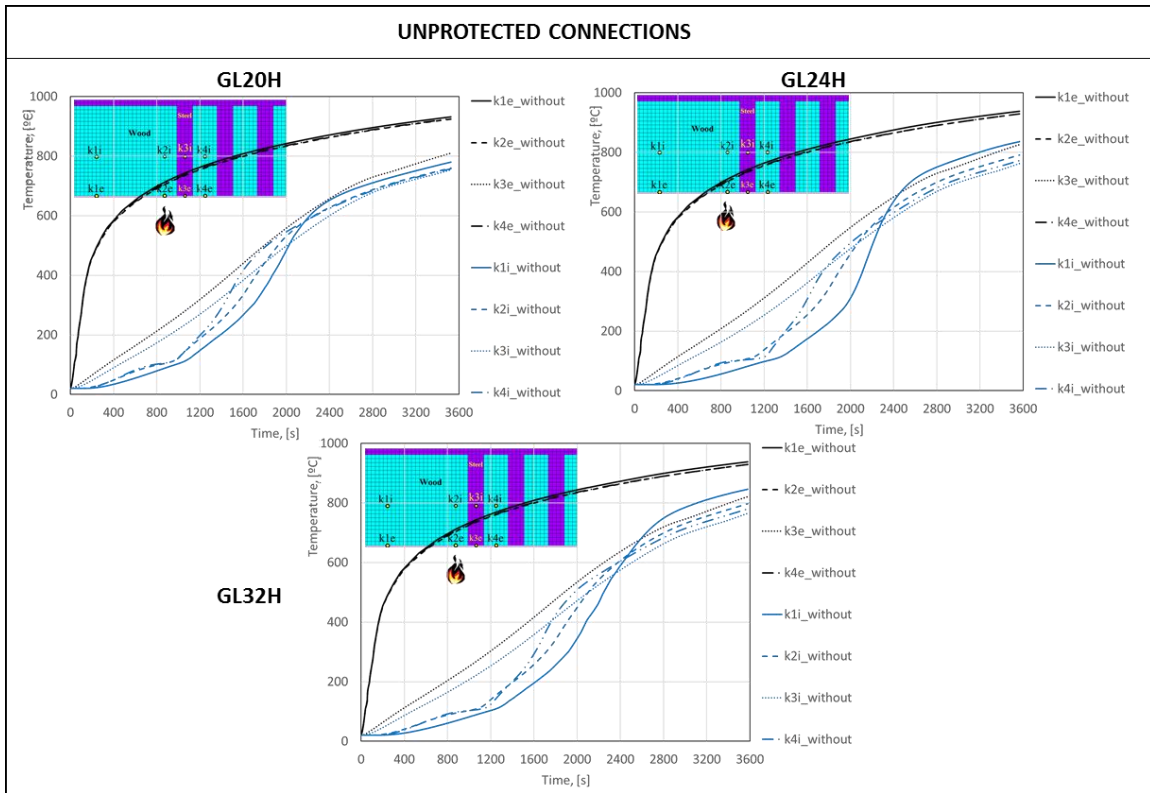 UNPROTECTED CONNECTIONS
GL20H
Temperature, [ºC]
1000
800
600
400
200
0
0 400 800 1200 1600 2000 2400 2800 3200 3600
Time, [s]
Steel
Wood
k1i k2i k3i k4i
k1e k2e k3e k4e
k1e_without
k2e_without
k3e_without
k4e_without
k1i_without
k2i_without
k3i_without
k4i_without
GL24H
Temperature, [ºC]
1000
800
600
400
200
0
0 400 800 1200 1600 2000 2400 2800 3200 3600
Time, [s]
Steel
Wood
k1i k2i k3i k4i
k1e k2e k3e k4e
k1e_without
k2e_without
k3e_without
k4e_without
k1i_without
k2i_without
k3i_without
k4i_without
GL32H
Temperature, [ºC]
1000
800
600
400
200
0
0 400 800 1200 1600 2000 2400 2800 3200 3600
Time, [s]
Steel
Wood
k1i k2i k3i k4i
k1e k2e k3e k4e
k1e_without
k2e_without
k3e_without
k4e_without
k1i_without
k2i_without
k3i_without
k4i_without